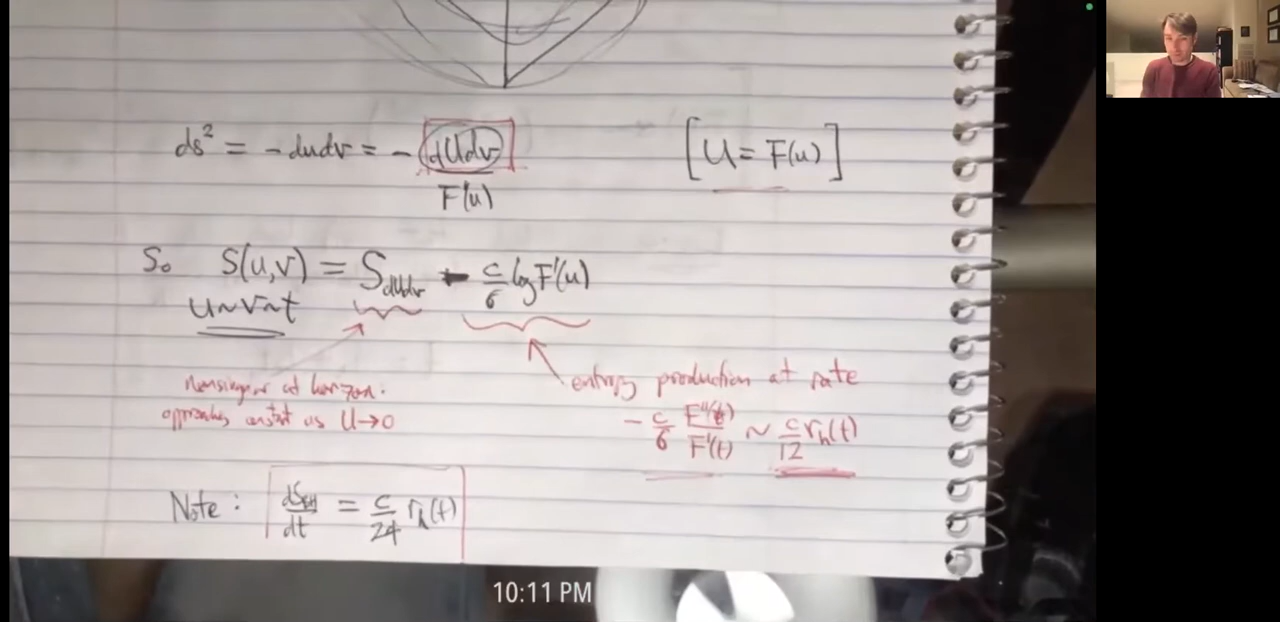 ds² = -dudv = - dUdv / F'(u) [U = F(u)]
So S(u,v) = S_dUdv - c/6 log F'(u)
u~v~t
Nonsingular at horizon.
approaches constant as U→0
entropy production at rate
- c/6 F''(t)/F'(t) ~ c/12 r_h(t)
Note: dS_BH/dt = c/24 r_h(t)
10:11 PM